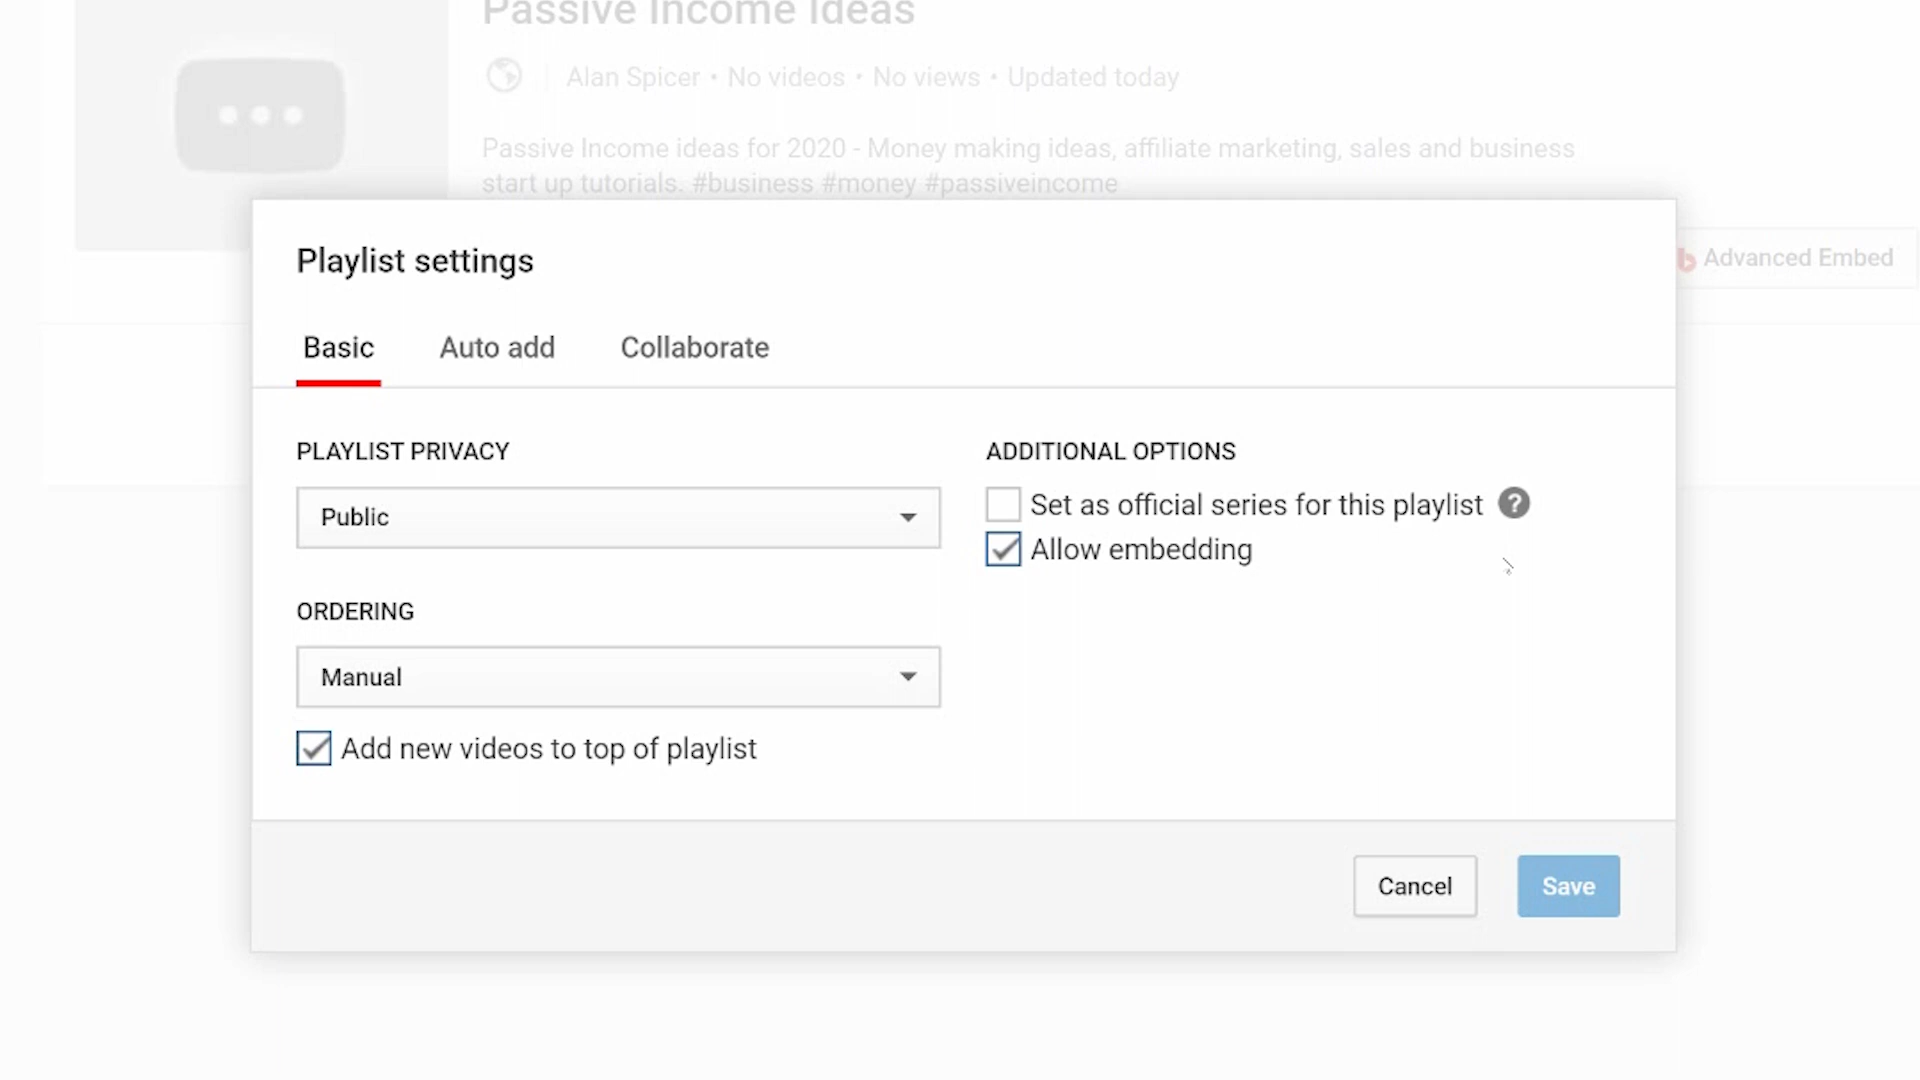 Passive Income Ideas
Alan Spicer • No videos • No views • Updated today
Passive Income ideas for 2020 - Money making ideas, affiliate marketing, sales and business
start up tutorials. #business #money #passiveincome
Advanced Embed
Playlist settings
Basic Auto add Collaborate
PLAYLIST PRIVACY
Public
ORDERING
Manual
Add new videos to top of playlist
ADDITIONAL OPTIONS
Set as official series for this playlist ?
Allow embedding
Cancel Save